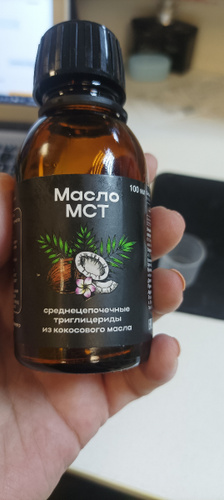 Масло
МСТ
100 мл
среднецепочечные
триглицериды
из кокосового масла